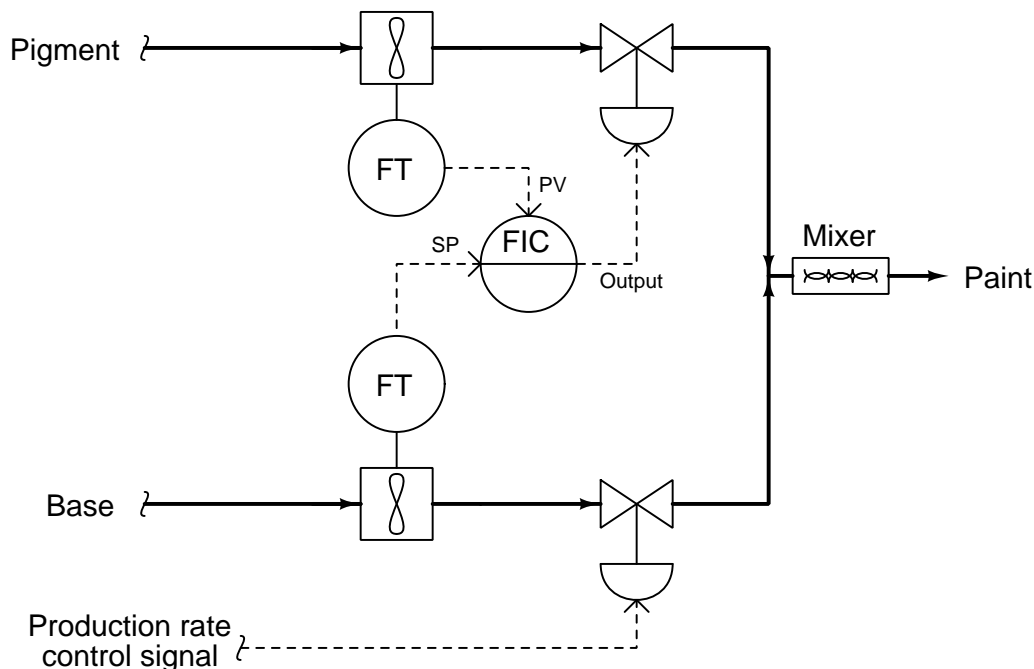 Pigment
FT
PV
SP
FIC
Output
Mixer
Paint
FT
Base
Production rate
control signal